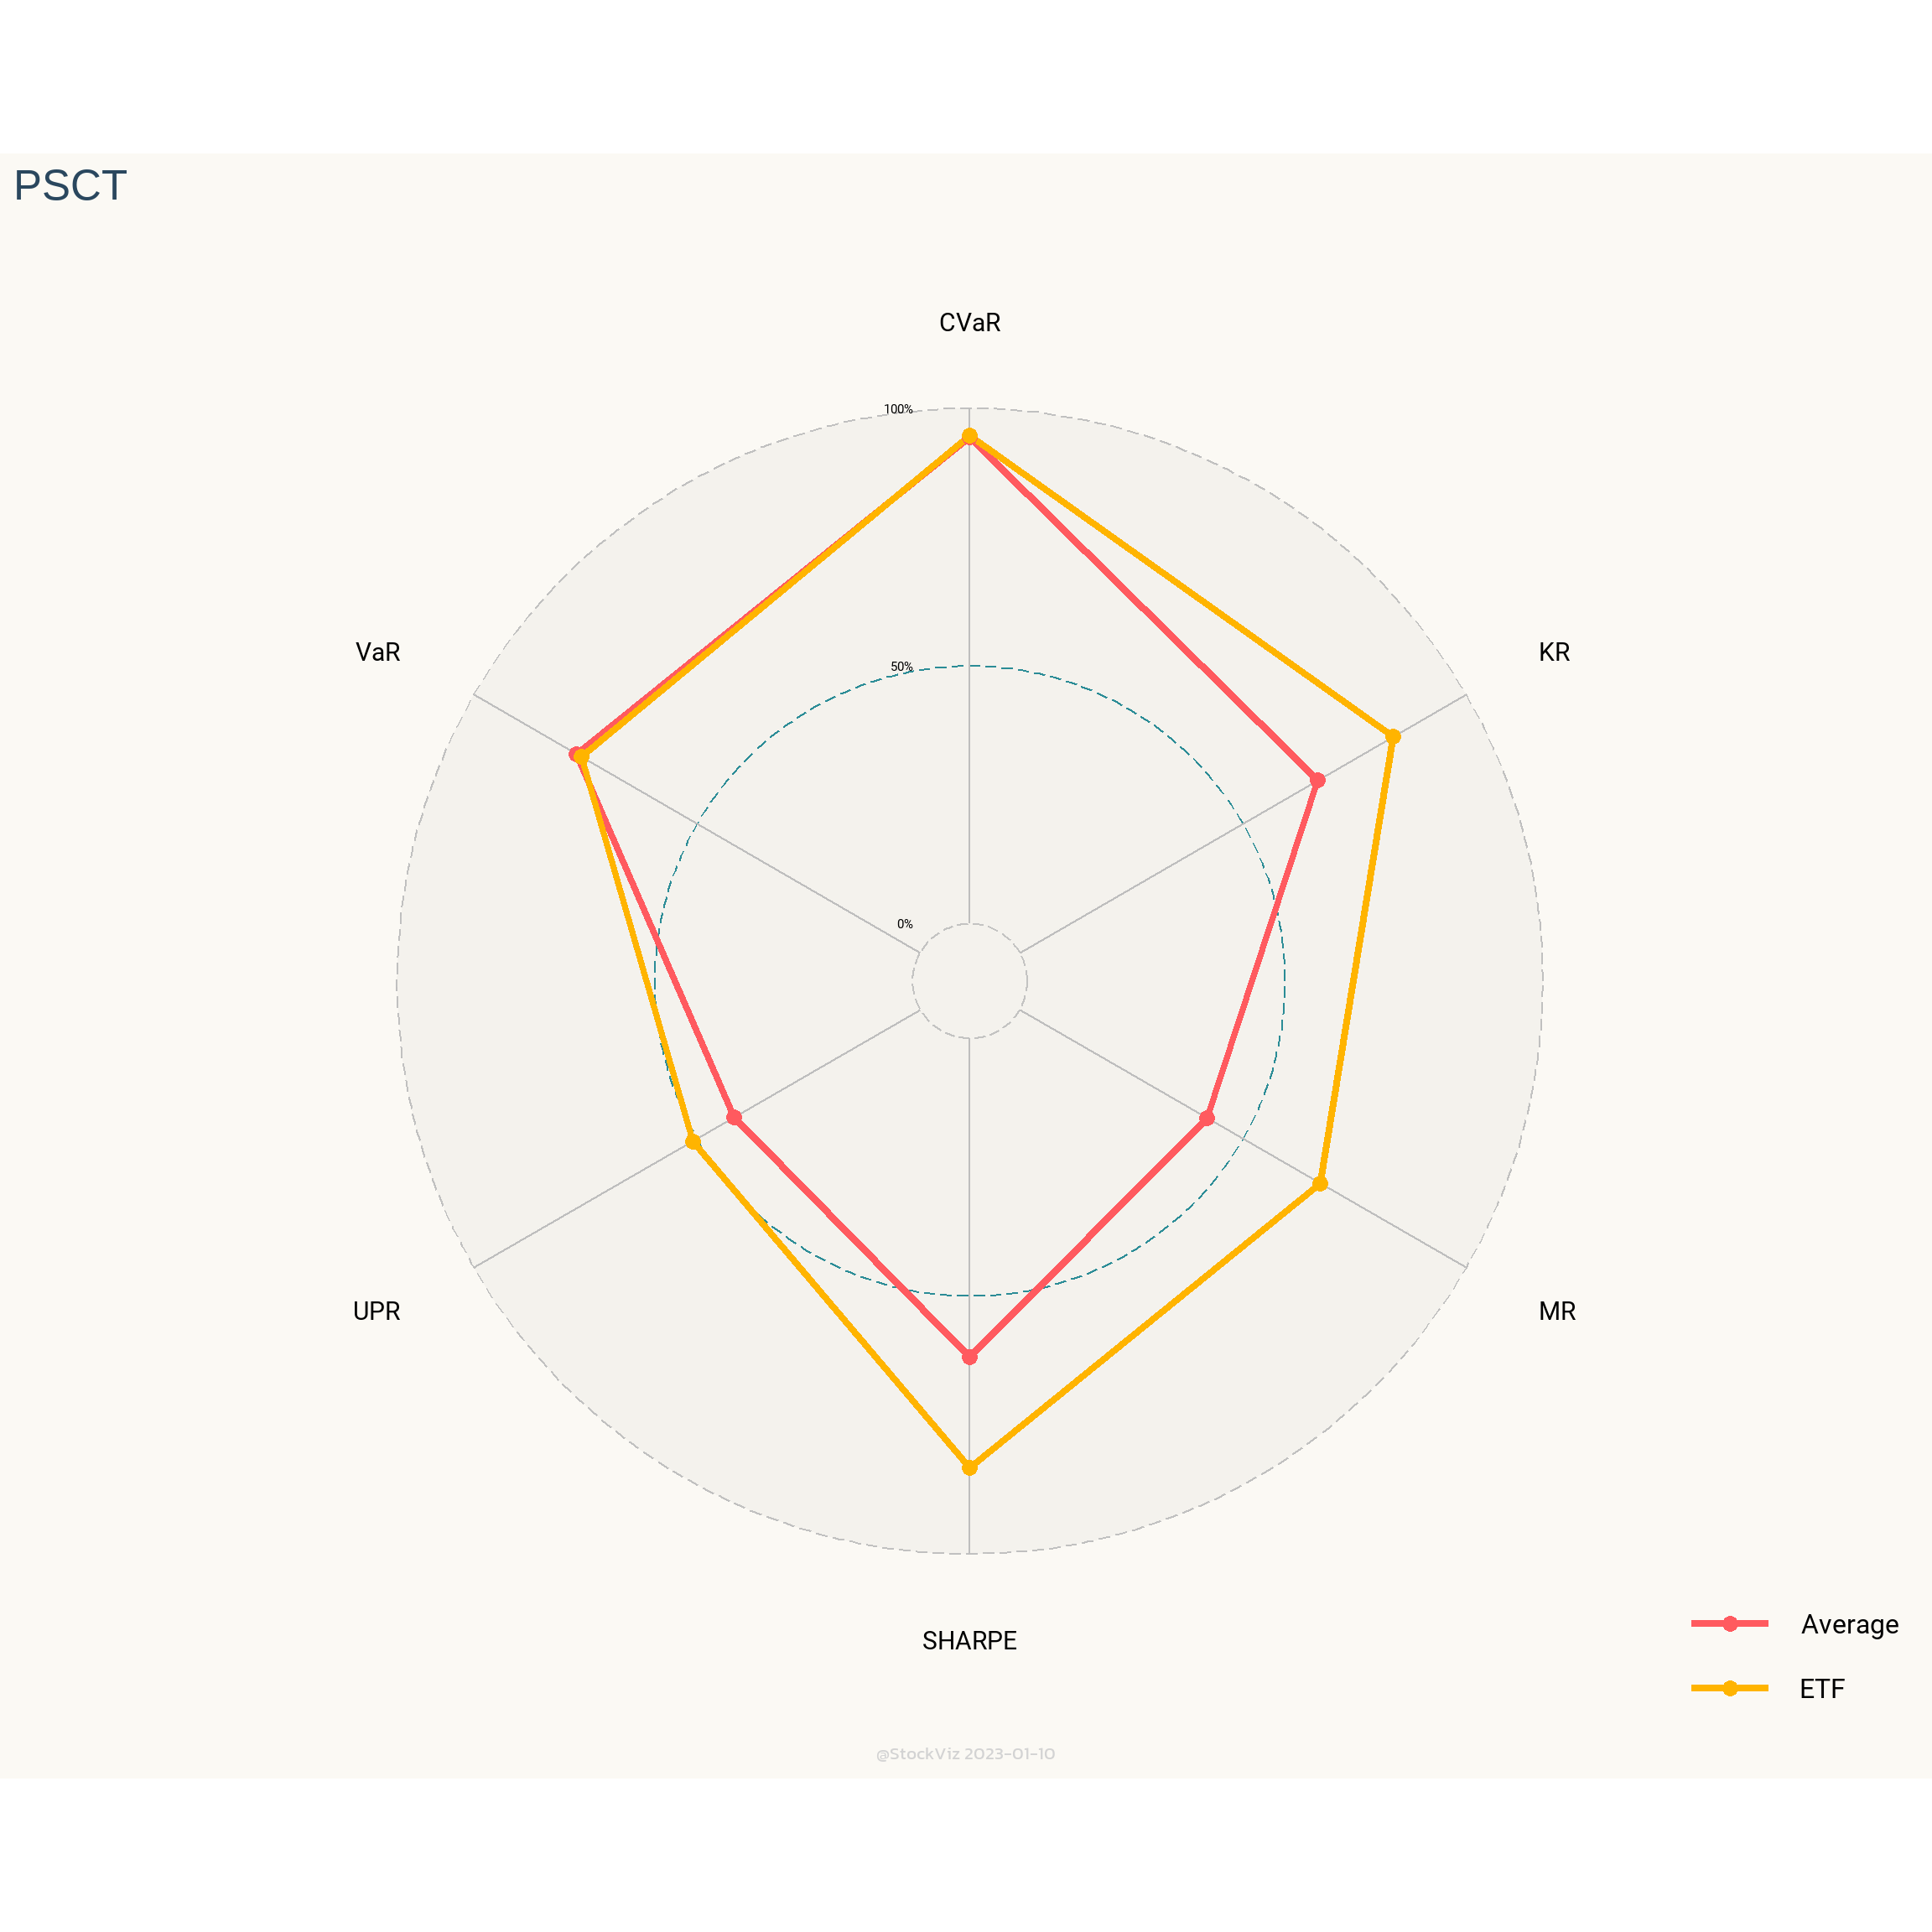 PSCT
CVaR
100%
VaR
KR
50%
0%
UPR
MR
SHARPE
Average
ETF
@StockViz 2023-01-10